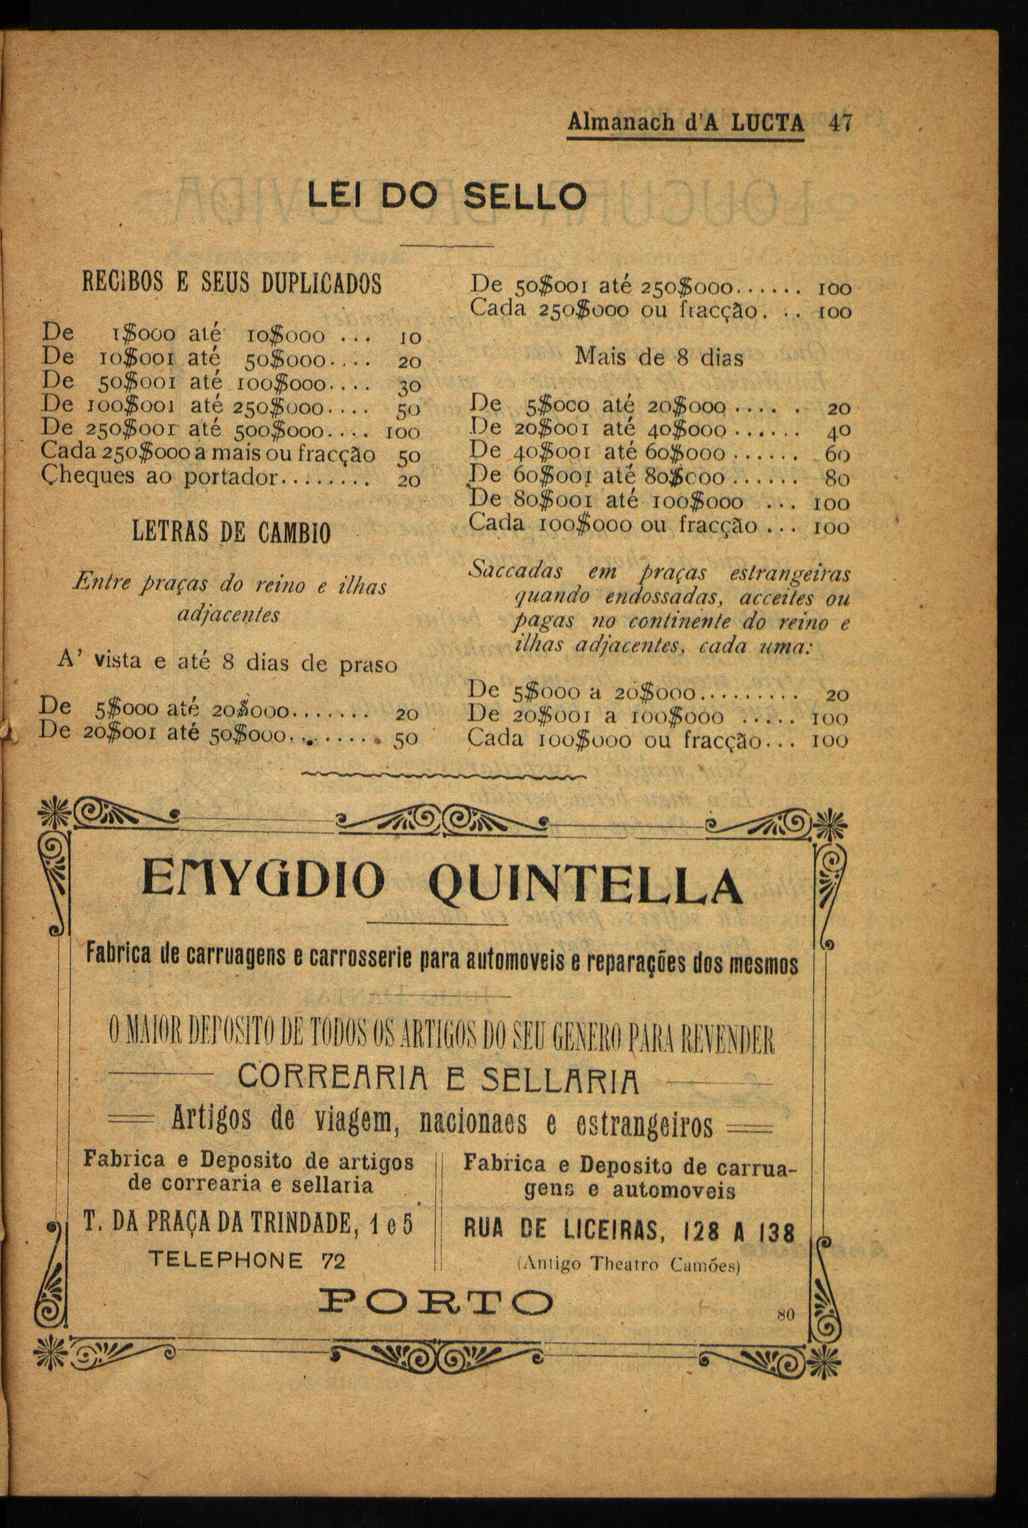 Almanach d'A LUCTA 47
LEI DO SELLO
RECIBOS E SEUS DUPLICADOS
De 1$000 até 10$000 ... 10
De 10$001 até 50$000.... 20
De 50$001 até 100$000.... 30
De 100$001 até 250$000.... 50
De 250$001 até 500$000.... 100
Cada 250$000 a mais ou fracção 50
Cheques ao portador........ 20
LETRAS DE CAMBIO
Entre praças do reino e ilhas
adjacentes
A' vista e até 8 dias de praso
De 5$000 até 20$000....... 20
De 20$001 até 50$000........ 50
De 50$001 até 250$000...... 100
Cada 250$000 ou fracção... 100
Mais de 8 dias
De 5$000 até 20$000..... 20
De 20$001 até 40$000...... 40
De 40$001 até 60$000...... 60
De 60$001 até 80$000...... 80
De 80$001 até 100$000 ... 100
Cada 100$000 ou fracção... 100
Saccadas em praças estrangeiras
quando endossadas, acceites ou
pagas no continente do reino e
ilhas adjacentes, cada uma:
De 5$000 a 20$000......... 20
De 20$001 a 100$000 ..... 100
Cada 100$000 ou fracção... 100
EMYGDIO QUINTELLA
Fabrica de carruagens e carrosserie para automoveis e reparações dos mesmos
O MAIOR DEPOSITO DE TODOS OS ARTIGOS DO SEU GENERO PARA REVENDER
CORREARIA E SELLARIA
Artigos de viagem, nacionaes e estrangeiros
Fabrica e Deposito de artigos
de correaria e sellaria
T. DA PRAÇA DA TRINDADE, 1 e 5
TELEPHONE 72
Fabrica e Deposito de carrua-
gens e automoveis
RUA DE LICEIRAS, 128 A 138
(Antigo Theatro Camões)
PORTO
80